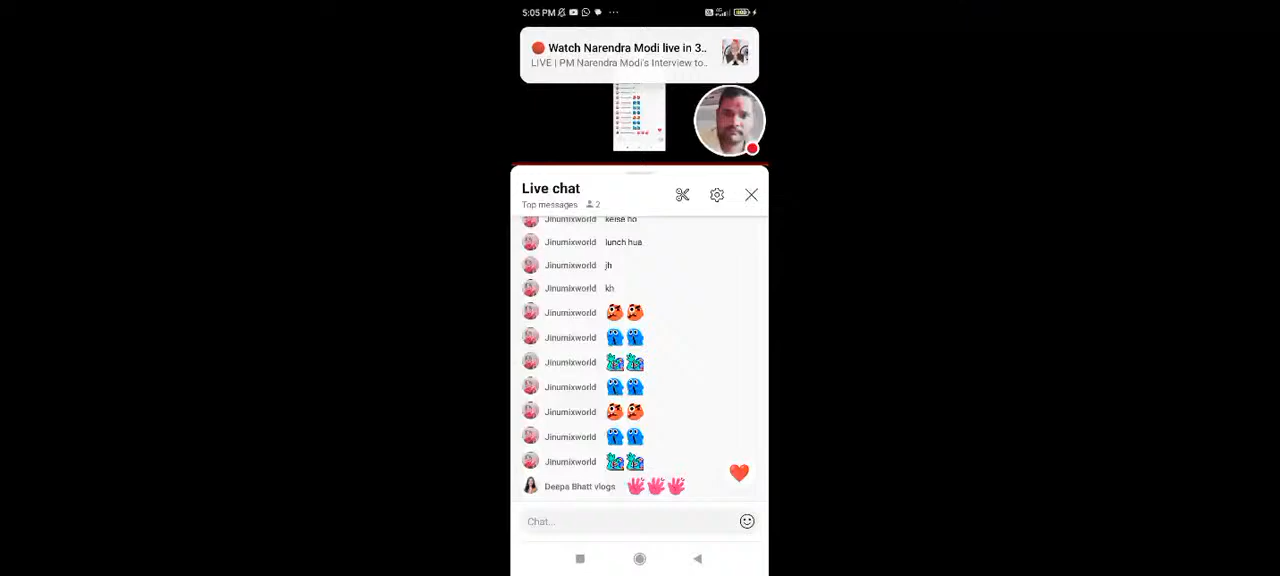 5:05 PM
Watch Narendra Modi live in 3..
LIVE | PM Narendra Modi's Interview to..
Live chat
Top messages 2
Jinumixworld keise ho
Jinumixworld lunch hua
Jinumixworld jh
Jinumixworld kh
Jinumixworld
Jinumixworld
Jinumixworld
Jinumixworld
Jinumixworld
Jinumixworld
Jinumixworld
Deepa Bhatt vlogs
Chat...